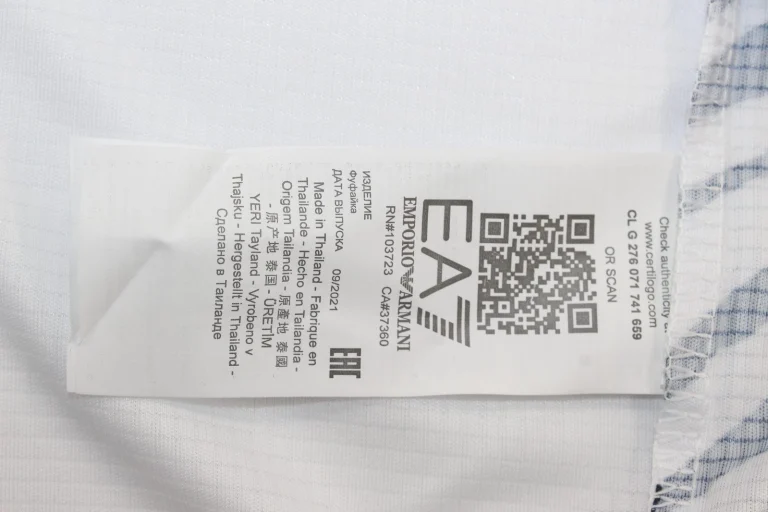 Check authenticity
www.certilogo.com
CL G 276 071 741 659
OR SCAN
EA7
EMPORIO ARMANI
RN#103723 CA#37360
ИЗДЕЛИЕ
Фуфайка
ДАТА ВЫПУСКА 09/2021
EAC
Made in Thailand - Fabriqué en
Thailande - Hecho en Tailandia -
Origem Tailandia - 原產地 泰國
- 原产地 泰国 - ÜRETİM
YERİ Tayland - Vyrobeno v
Thajsku - Hergestellt in Thailand -
Сделано в Таиланде